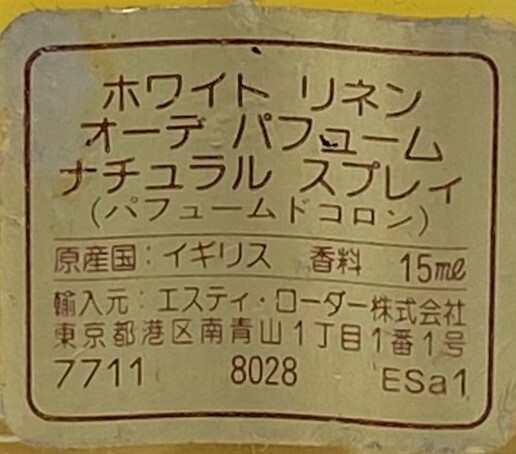 ホワイト リネン
オーデ パフューム
ナチュラル スプレィ
(パフュームドコロン)
原産国：イギリス 香料 15㎖
輸入元：エスティ・ローダー株式会社
東京都港区南青山1丁目1番1号
7711 8028 ESa1